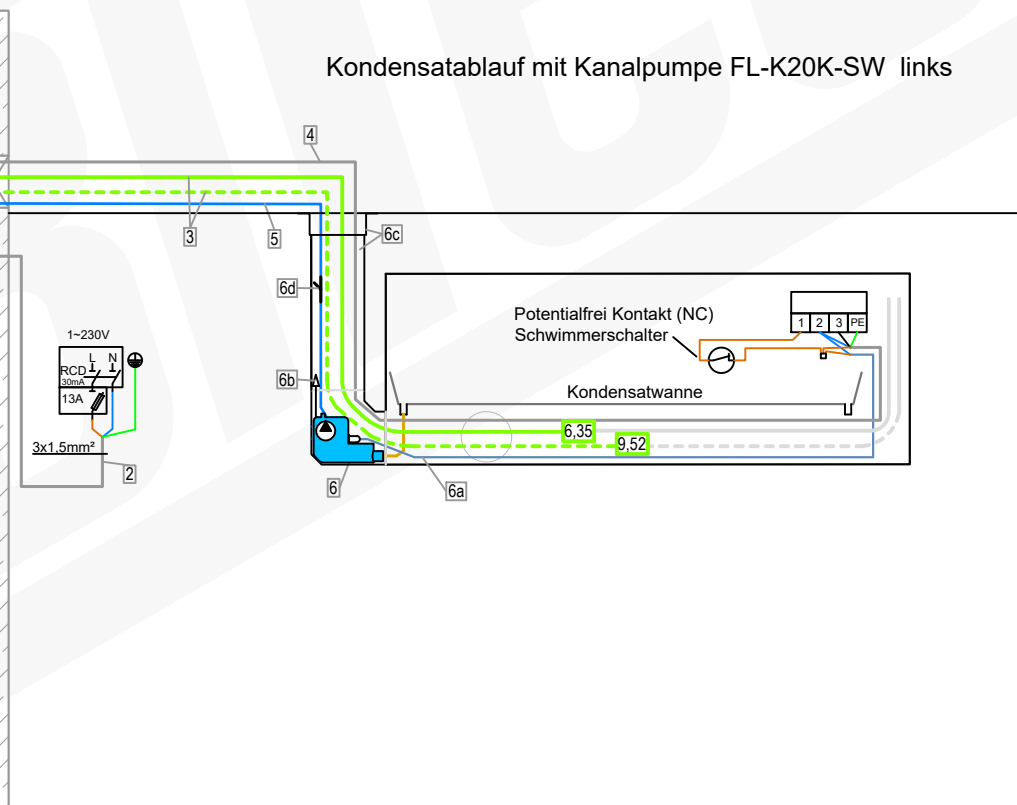 Kondensatablauf mit Kanalpumpe FL-K20K-SW links
4
3
5
6c
6d
Potentialfrei Kontakt (NC)
Schwimmerschalter
1 2 3 PE
1~230V
L N
RCD
30mA
13A
6b
Kondensatwanne
6,35
9,52
3x1,5mm²
2
6
6a